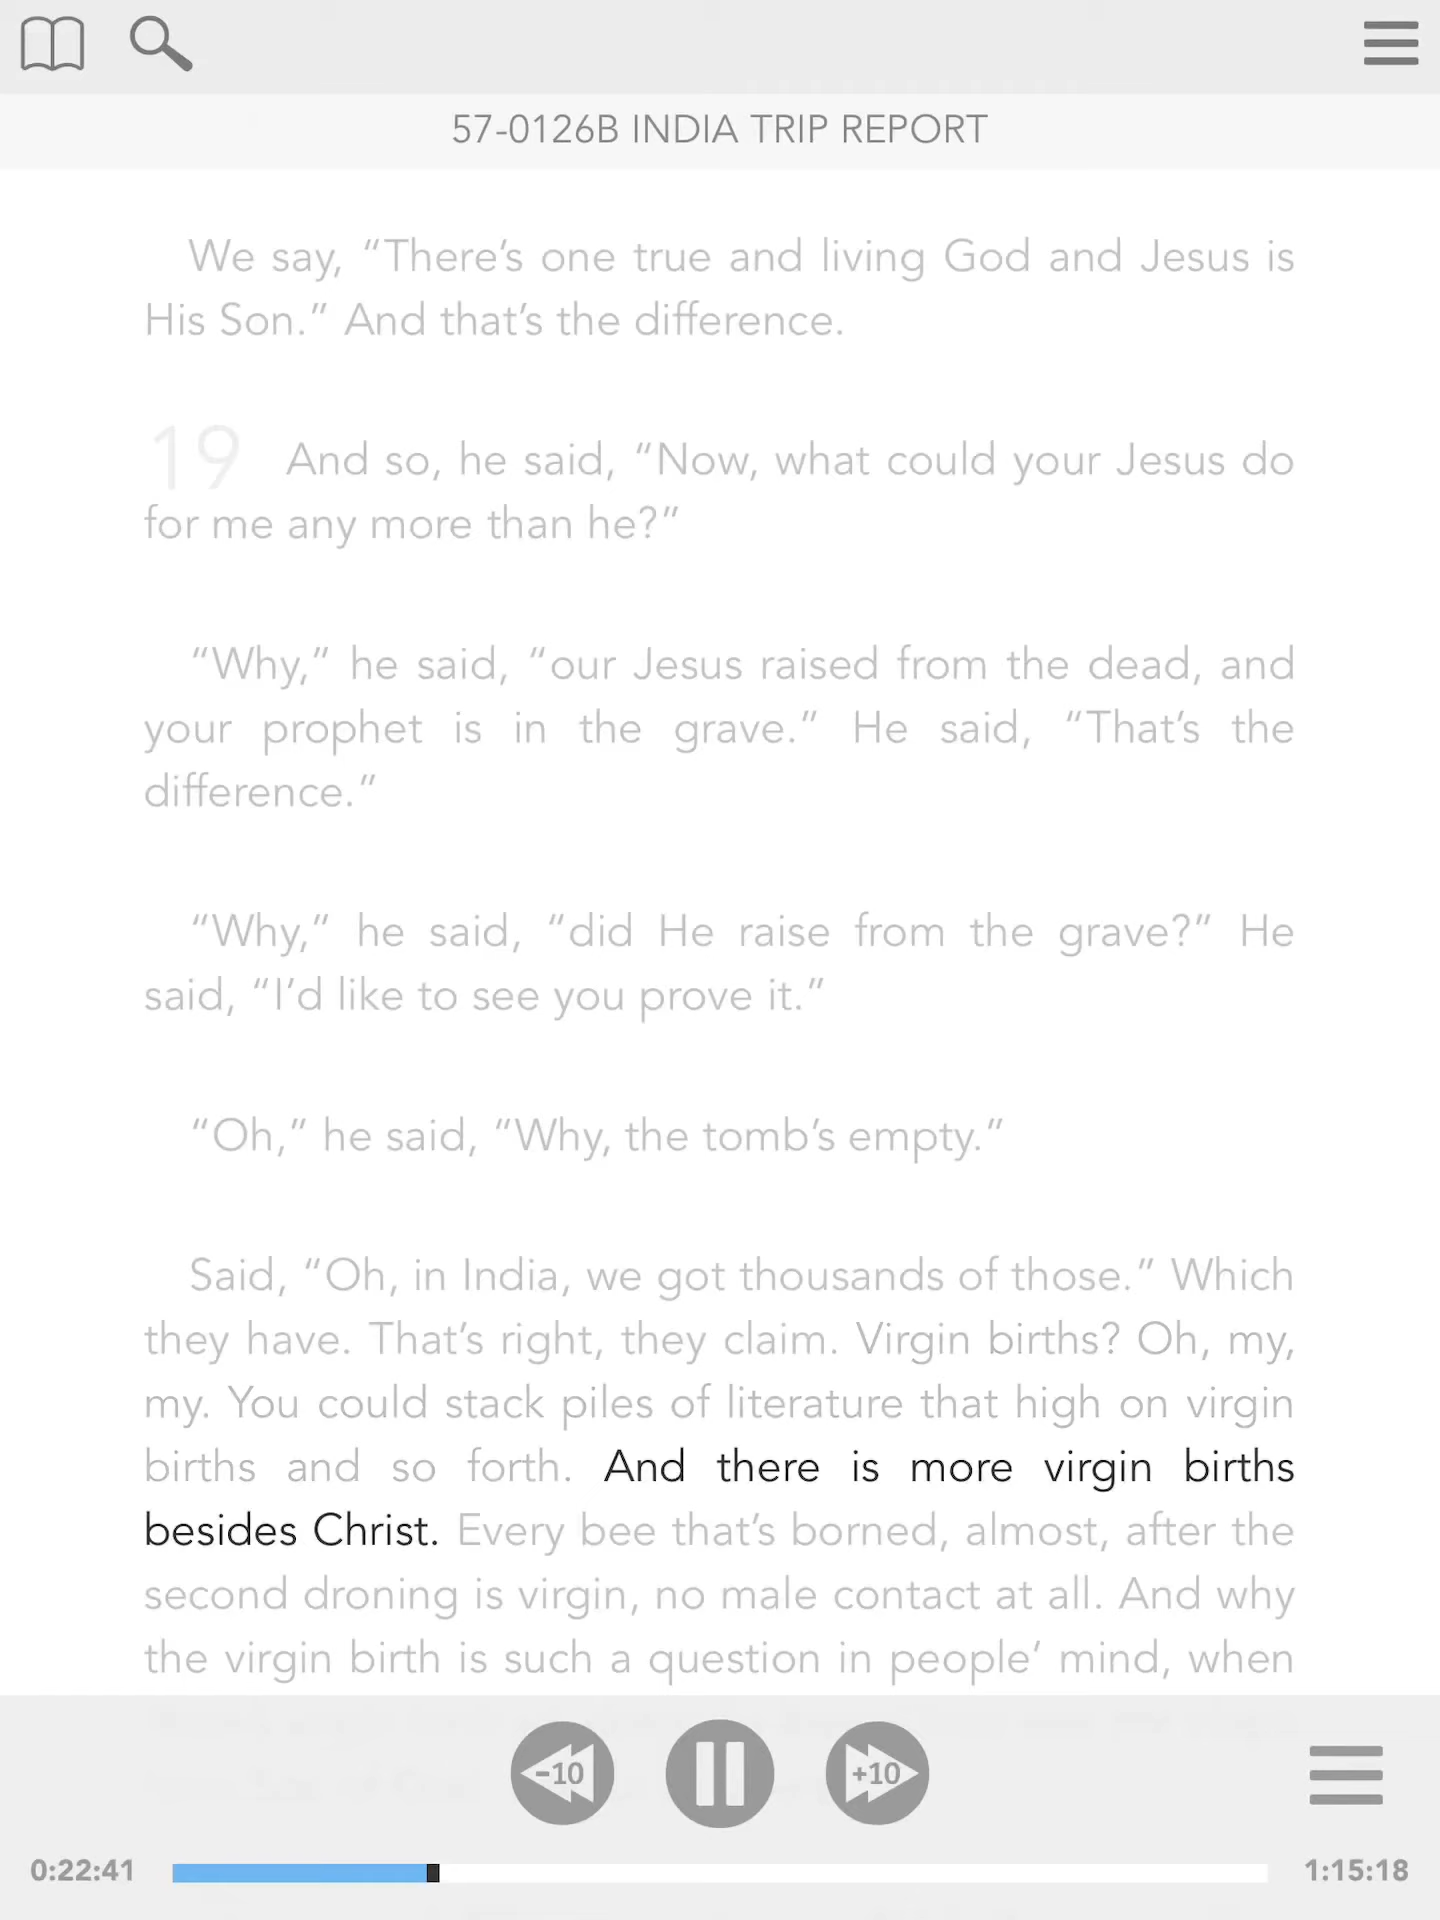 57-0126B INDIA TRIP REPORT
We say, “There’s one true and living God and Jesus is
His Son.” And that’s the difference.
19 And so, he said, “Now, what could your Jesus do
for me any more than he?”
“Why,” he said, “our Jesus raised from the dead, and
your prophet is in the grave.” He said, “That’s the
difference.”
“Why,” he said, “did He raise from the grave?” He
said, “I’d like to see you prove it.”
“Oh,” he said, “Why, the tomb’s empty.”
Said, “Oh, in India, we got thousands of those.” Which
they have. That’s right, they claim. Virgin births? Oh, my,
my. You could stack piles of literature that high on virgin
births and so forth. And there is more virgin births
besides Christ. Every bee that’s borned, almost, after the
second droning is virgin, no male contact at all. And why
the virgin birth is such a question in people’ mind, when
-10 +10
0:22:41 1:15:18